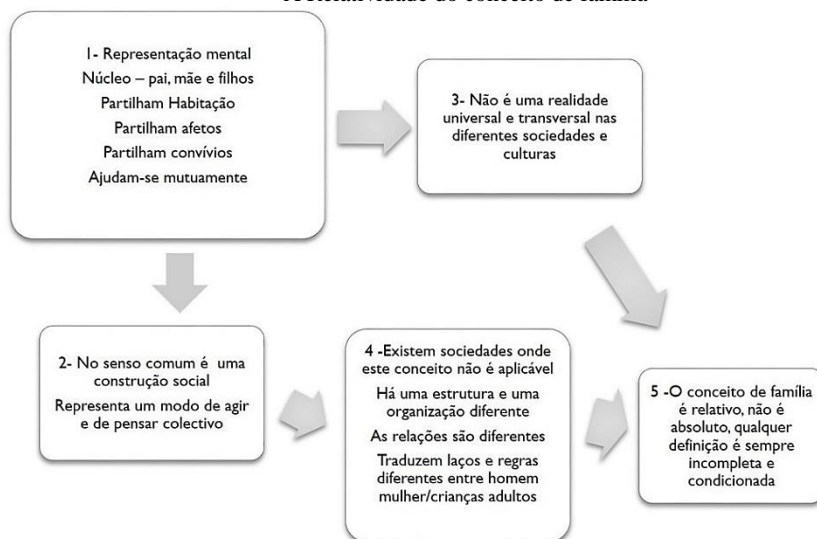 A Relatividade do conceito de família
1- Representação mental
Núcleo – pai, mãe e filhos
Partilham Habitação
Partilham afetos
Partilham convívios
Ajudam-se mutuamente
3- Não é uma realidade
universal e transversal nas
diferentes sociedades e
culturas
2- No senso comum é uma
construção social
Representa um modo de agir
e de pensar colectivo
4 -Existem sociedades onde
este conceito não é aplicável
Há uma estrutura e uma
organização diferente
As relações são diferentes
Traduzem laços e regras
diferentes entre homem
mulher/crianças adultos
5 -O conceito de família
é relativo, não é
absoluto, qualquer
definição é sempre
incompleta e
condicionada